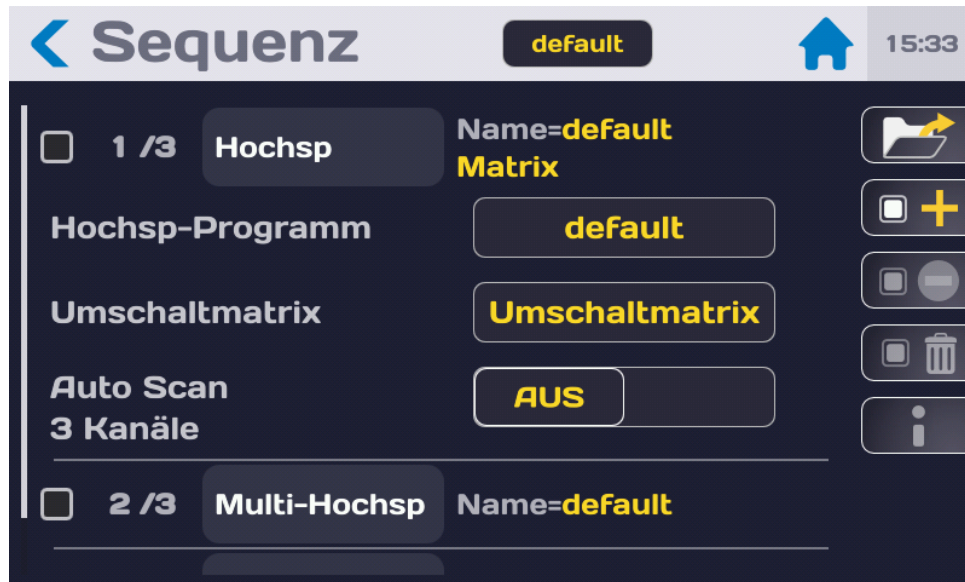 Sequenz default 15:33
1 /3 Hochsp Name=default
Matrix
Hochsp-Programm default
Umschaltmatrix Umschaltmatrix
Auto Scan
3 Kanäle AUS
2 /3 Multi-Hochsp Name=default